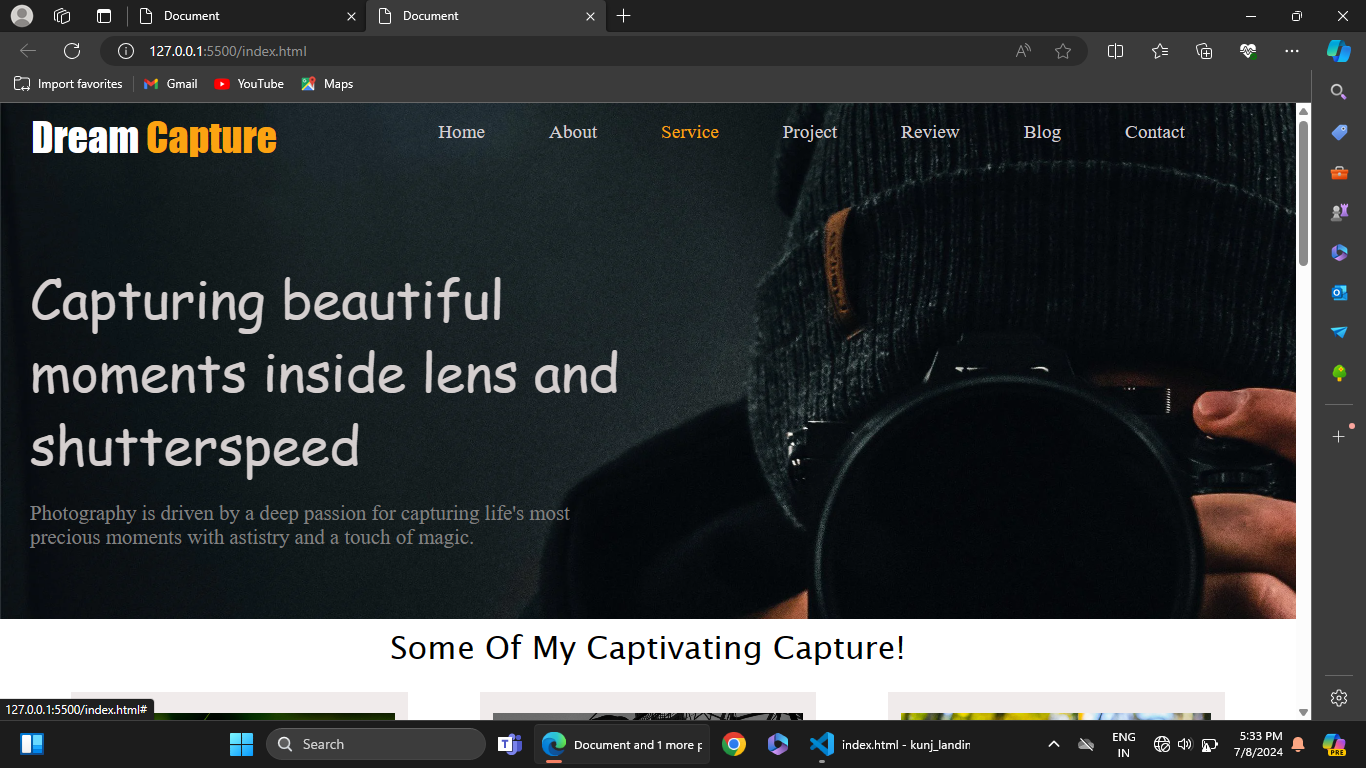 Document
Document
127.0.0.1:5500/index.html
Import favorites
Gmail
YouTube
Maps
Dream Capture
Home
About
Service
Project
Review
Blog
Contact
Capturing beautiful
moments inside lens and
shutterspeed
Photography is driven by a deep passion for capturing life's most
precious moments with astistry and a touch of magic.
Some Of My Captivating Capture!
127.0.0.1:5500/index.html#
Search
Document and 1 more p
index.html - kunj_landin
ENG
IN
5:33 PM
7/8/2024
PRE